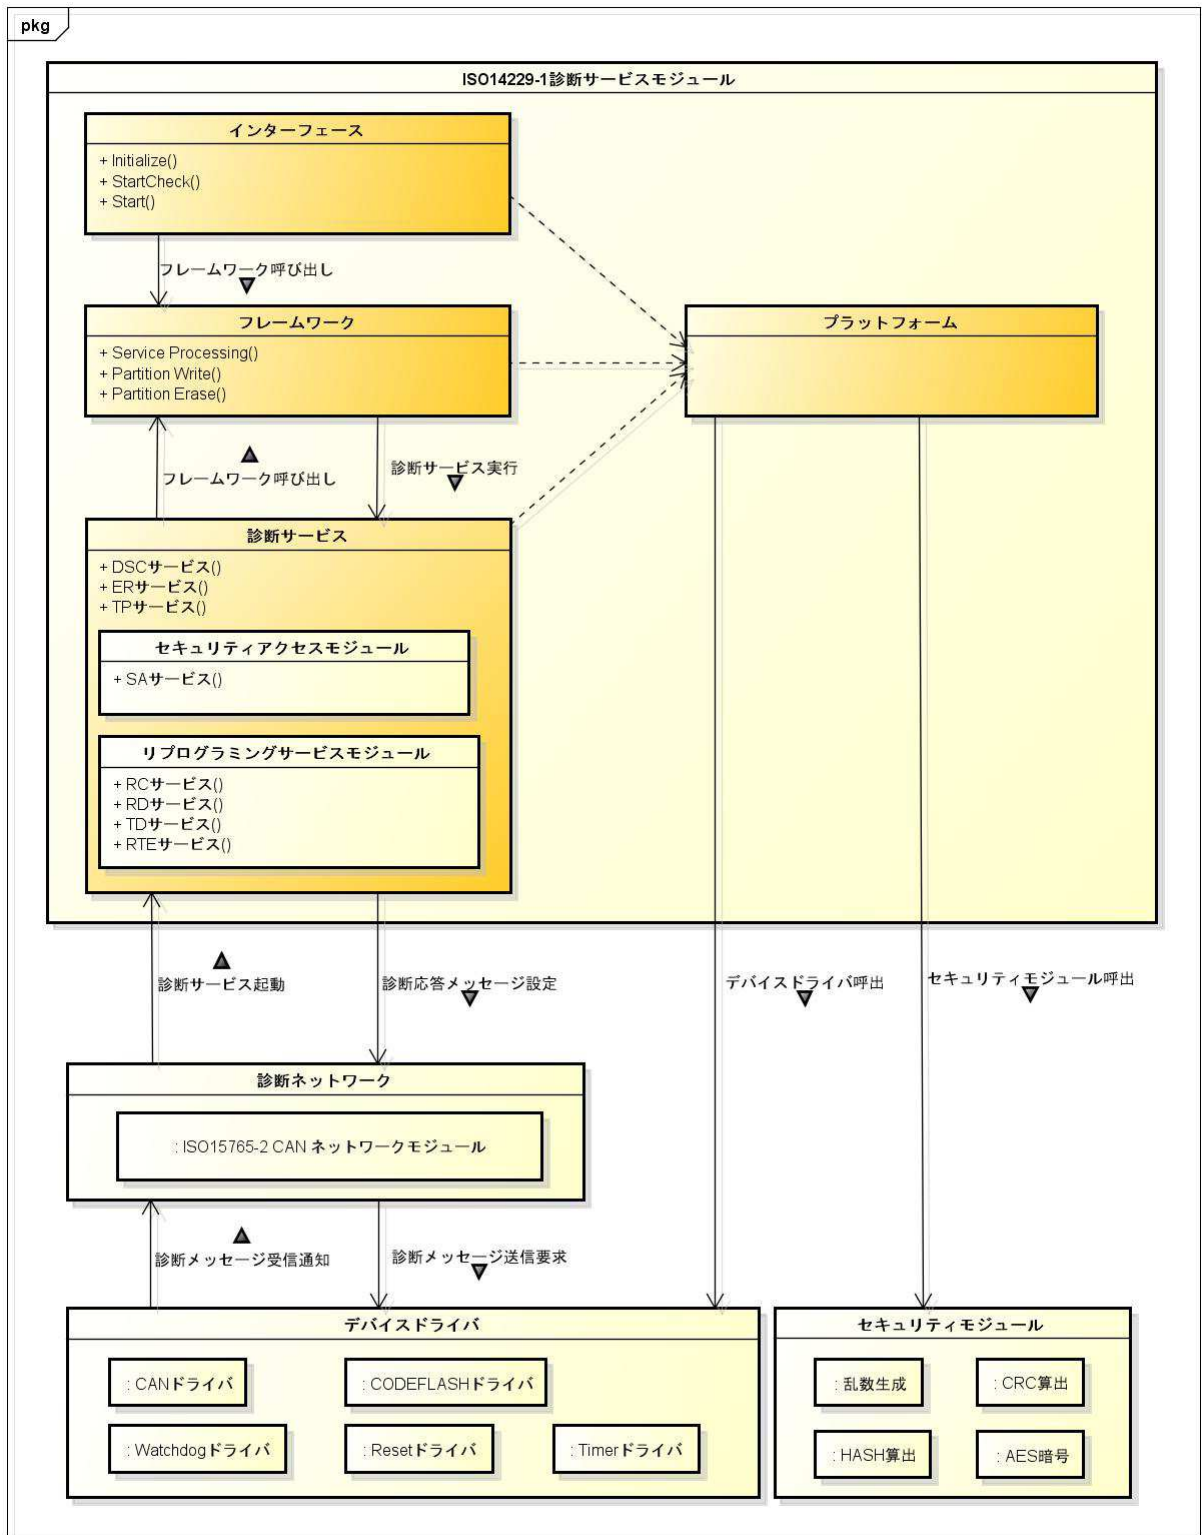 pkg
ISO14229-1診断サービスモジュール
インターフェース
+ Initialize()
+ StartCheck()
+ Start()
フレームワーク呼び出し
フレームワーク
+ Service Processing()
+ Partition Write()
+ Partition Erase()
プラットフォーム
フレームワーク呼び出し
診断サービス実行
診断サービス
+ DSCサービス()
+ ERサービス()
+ TPサービス()
セキュリティアクセスモジュール
+ SAサービス()
リプログラミングサービスモジュール
+ RCサービス()
+ RDサービス()
+ TDサービス()
+ RTEサービス()
診断サービス起動
診断応答メッセージ設定
デバイスドライバ呼出
セキュリティモジュール呼出
診断ネットワーク
: ISO15765-2 CAN ネットワークモジュール
診断メッセージ受信通知
診断メッセージ送信要求
デバイスドライバ
: CANドライバ
: CODEFLASHドライバ
: Watchdogドライバ
: Resetドライバ
: Timerドライバ
セキュリティモジュール
: 乱数生成
: CRC算出
: HASH算出
: AES暗号